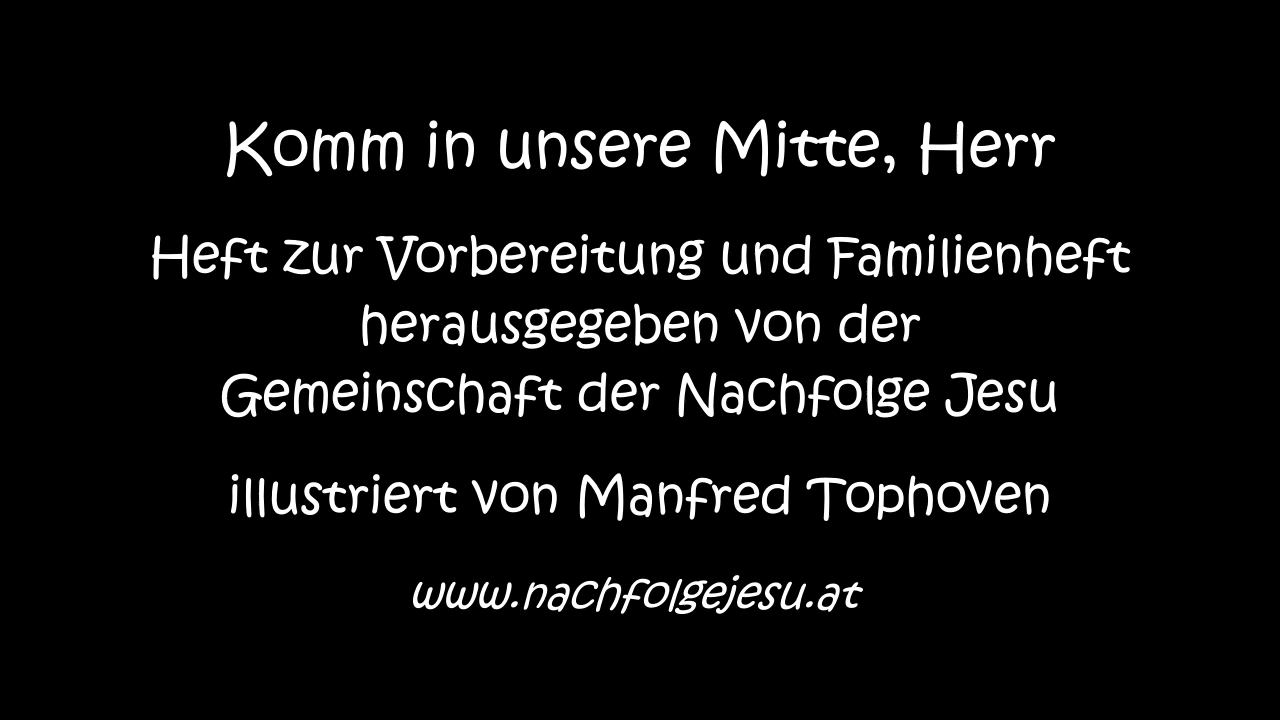 Komm in unsere Mitte, Herr
Heft zur Vorbereitung und Familienheft
herausgegeben von der
Gemeinschaft der Nachfolge Jesu
illustriert von Manfred Tophoven
www.nachfolgejesu.at